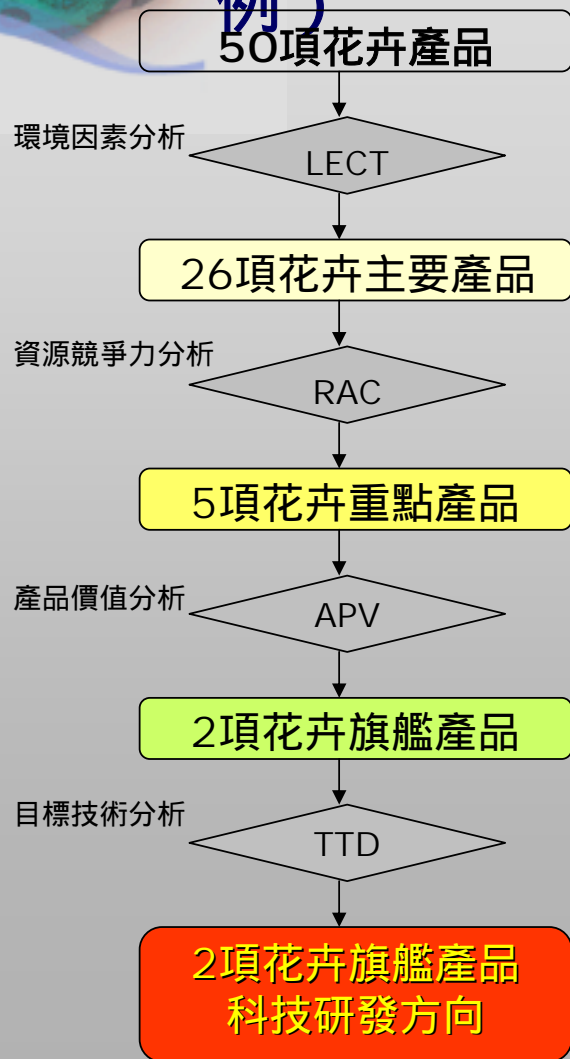 例）
50項花卉產品
環境因素分析
LECT
26項花卉主要產品
資源競爭力分析
RAC
5項花卉重點產品
產品價值分析
APV
2項花卉旗艦產品
目標技術分析
TTD
2項花卉旗艦產品
科技研發方向